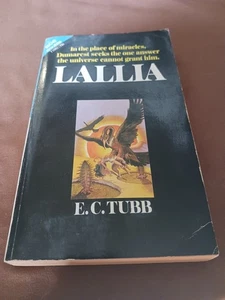 In the place of miracles,
Dumarest seeks the one answer
the universe cannot grant him.
LALLIA
E.C. TUBB